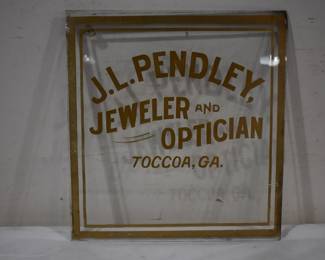 J.L. PENDLEY,
JEWELER AND
OPTICIAN
TOCCOA, GA.